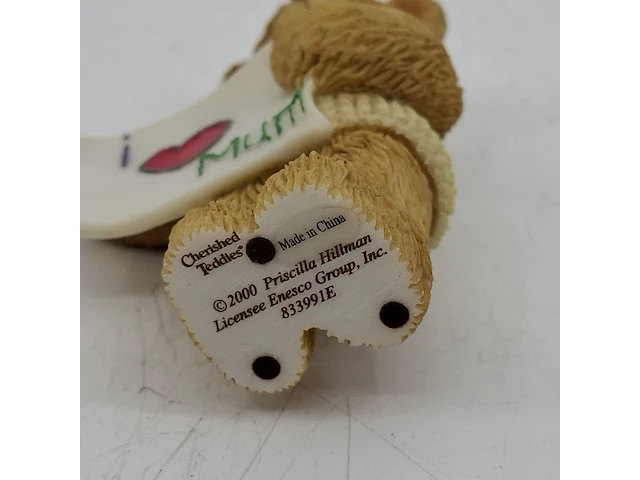 i ❤ MUM
Cherished
Teddies®
Made in China
©2000 Priscilla Hillman
Licensee Enesco Group, Inc.
833991E